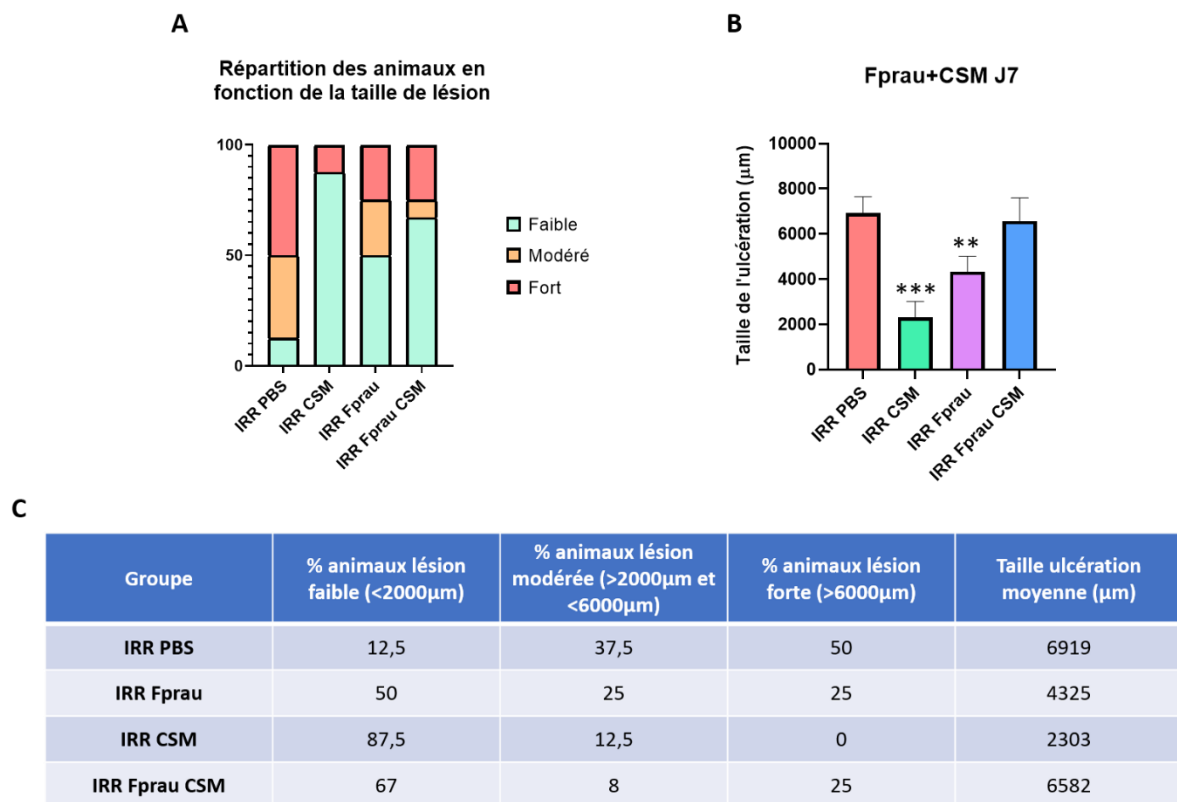 A
Répartition des animaux en
fonction de la taille de lésion
100
50
0
IRR PBS
IRR CSM
IRR Fprau
IRR Fprau CSM
Faible
Modéré
Fort
B
Fprau+CSM J7
Taille de l'ulcération (µm)
10000
8000
6000
4000
2000
0
***
**
IRR PBS
IRR CSM
IRR Fprau
IRR Fprau CSM
C
Groupe
% animaux lésion
faible (<2000µm)
% animaux lésion
modérée (>2000µm et
<6000µm)
% animaux lésion
forte (>6000µm)
Taille ulcération
moyenne (µm)
IRR PBS 12,5 37,5 50 6919
IRR Fprau 50 25 25 4325
IRR CSM 87,5 12,5 0 2303
IRR Fprau CSM 67 8 25 6582